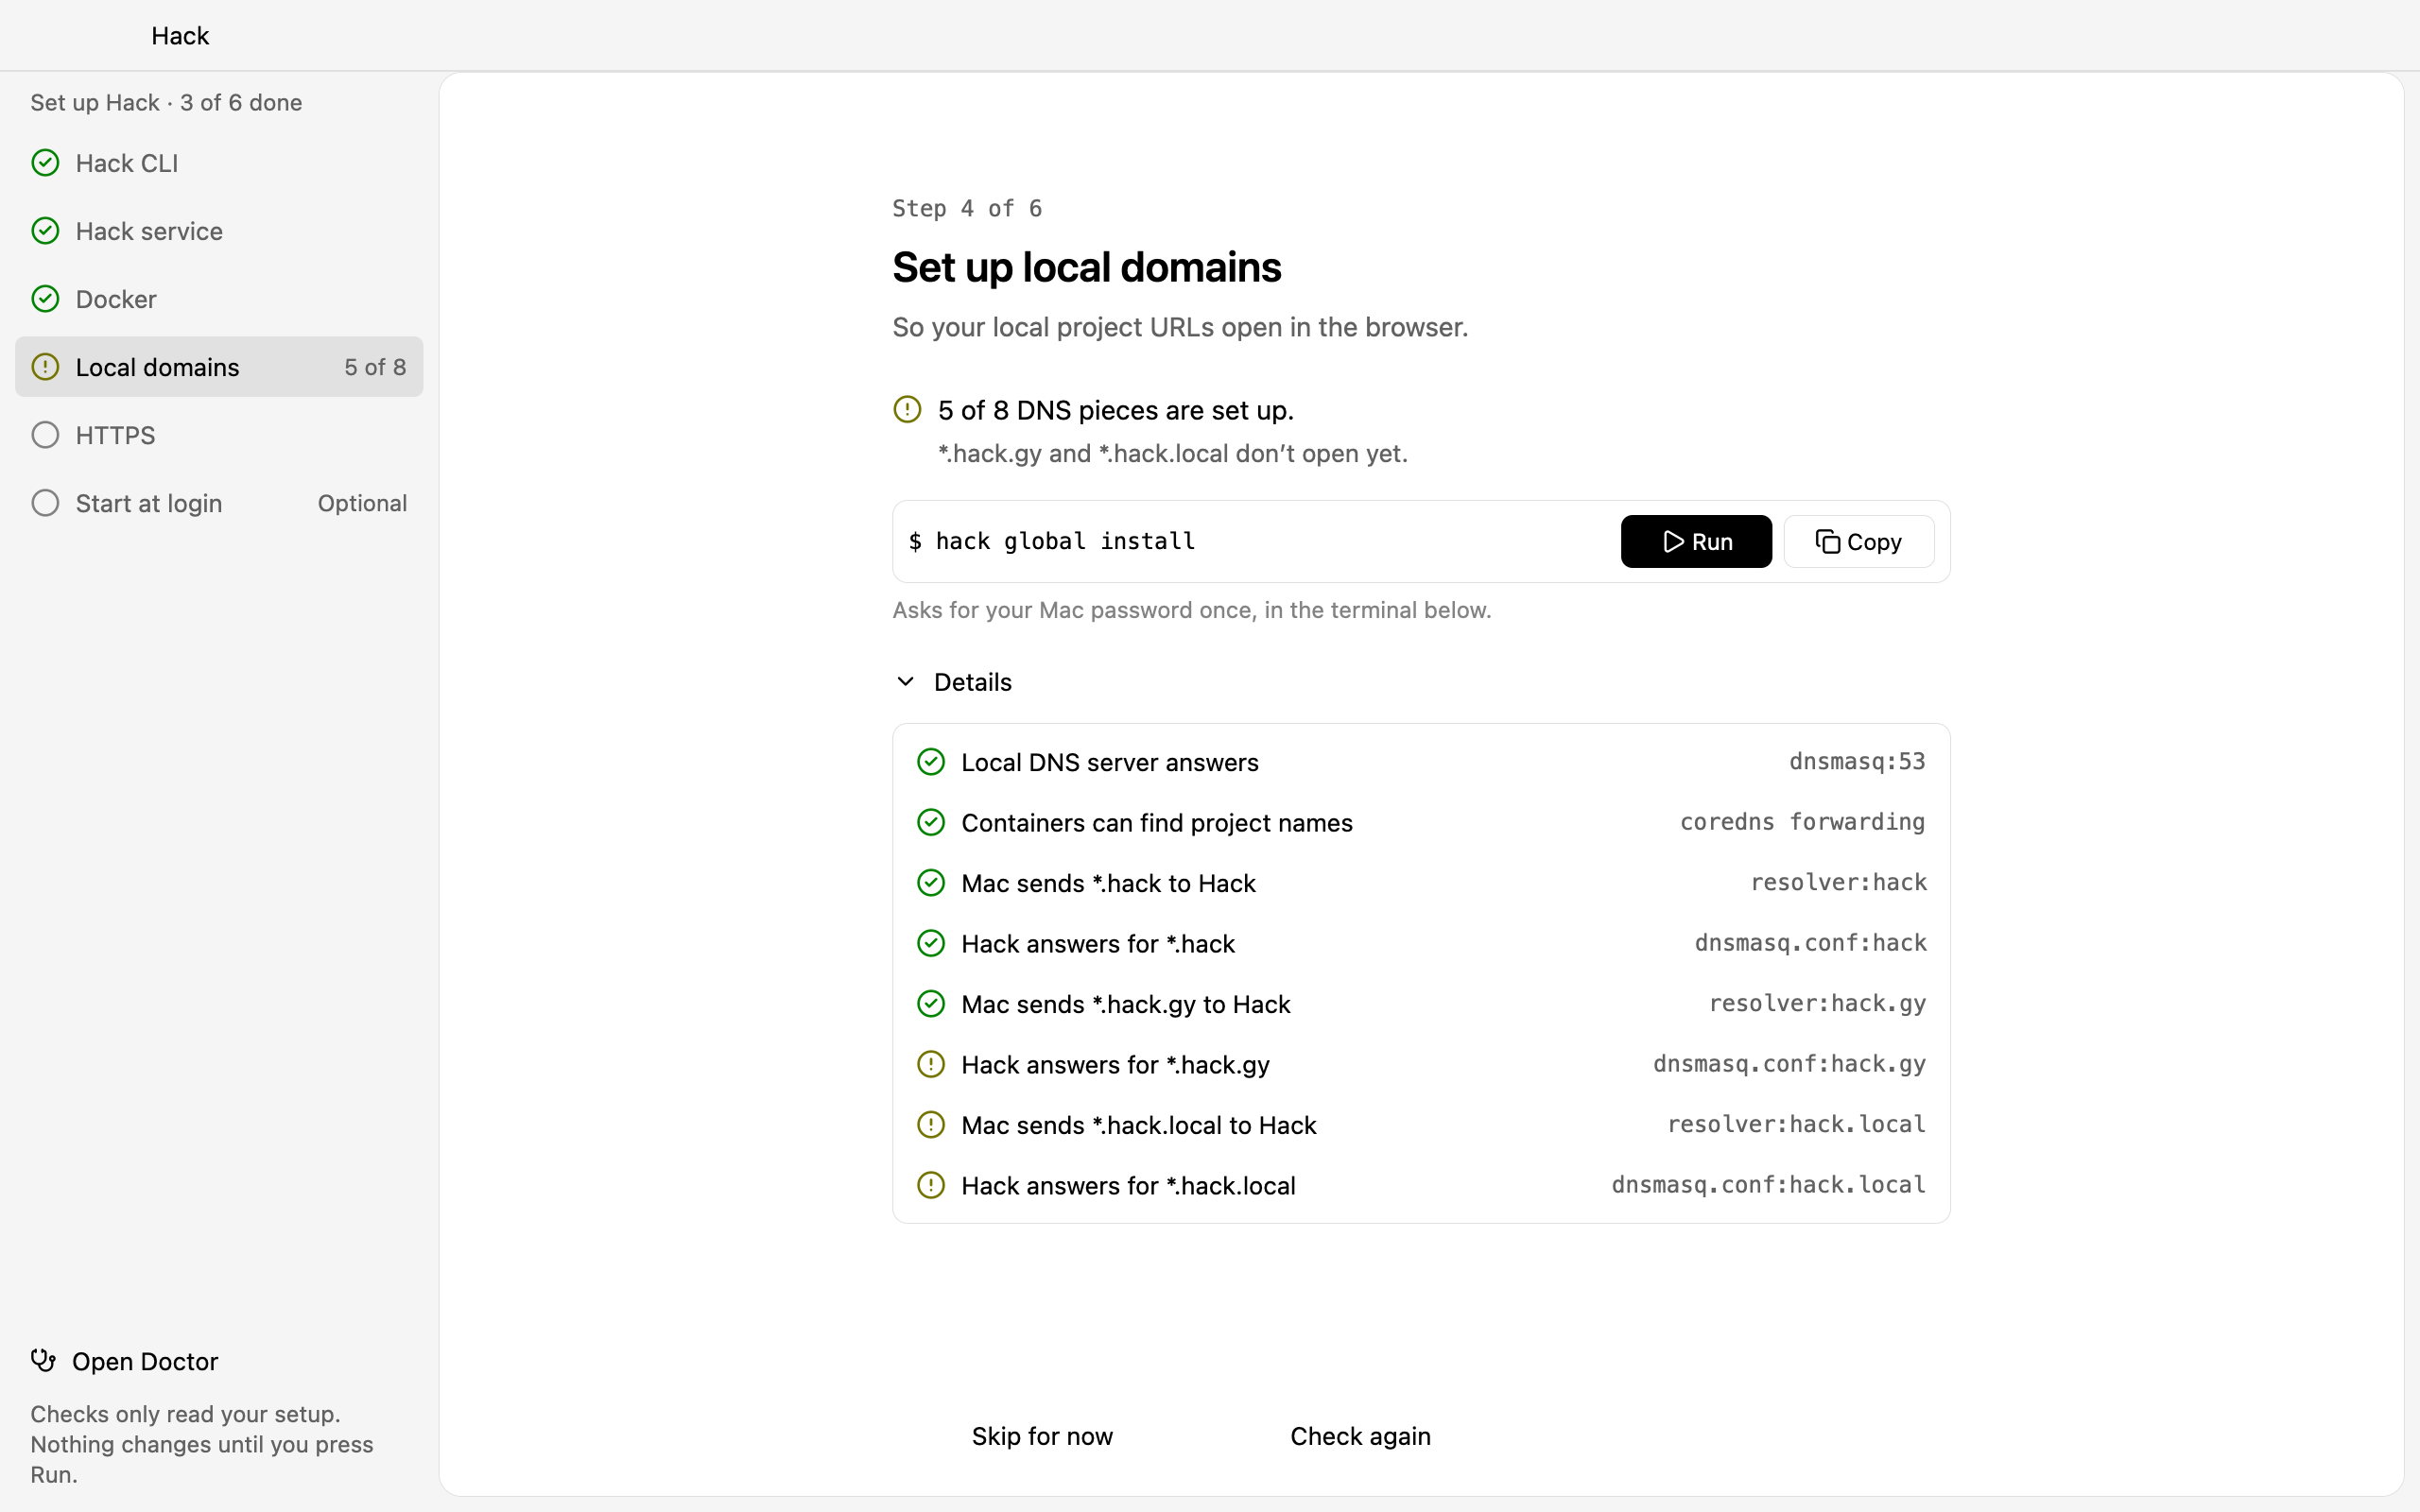 Hack
Set up Hack · 3 of 6 done
Hack CLI
Hack service
Docker
Local domains 5 of 8
HTTPS
Start at login Optional
Open Doctor
Checks only read your setup.
Nothing changes until you press
Run.
Step 4 of 6
Set up local domains
So your local project URLs open in the browser.
5 of 8 DNS pieces are set up.
*.hack.gy and *.hack.local don’t open yet.
$ hack global install Run Copy
Asks for your Mac password once, in the terminal below.
Details
Local DNS server answers dnsmasq:53
Containers can find project names coredns forwarding
Mac sends *.hack to Hack resolver:hack
Hack answers for *.hack dnsmasq.conf:hack
Mac sends *.hack.gy to Hack resolver:hack.gy
Hack answers for *.hack.gy dnsmasq.conf:hack.gy
Mac sends *.hack.local to Hack resolver:hack.local
Hack answers for *.hack.local dnsmasq.conf:hack.local
Skip for now Check again